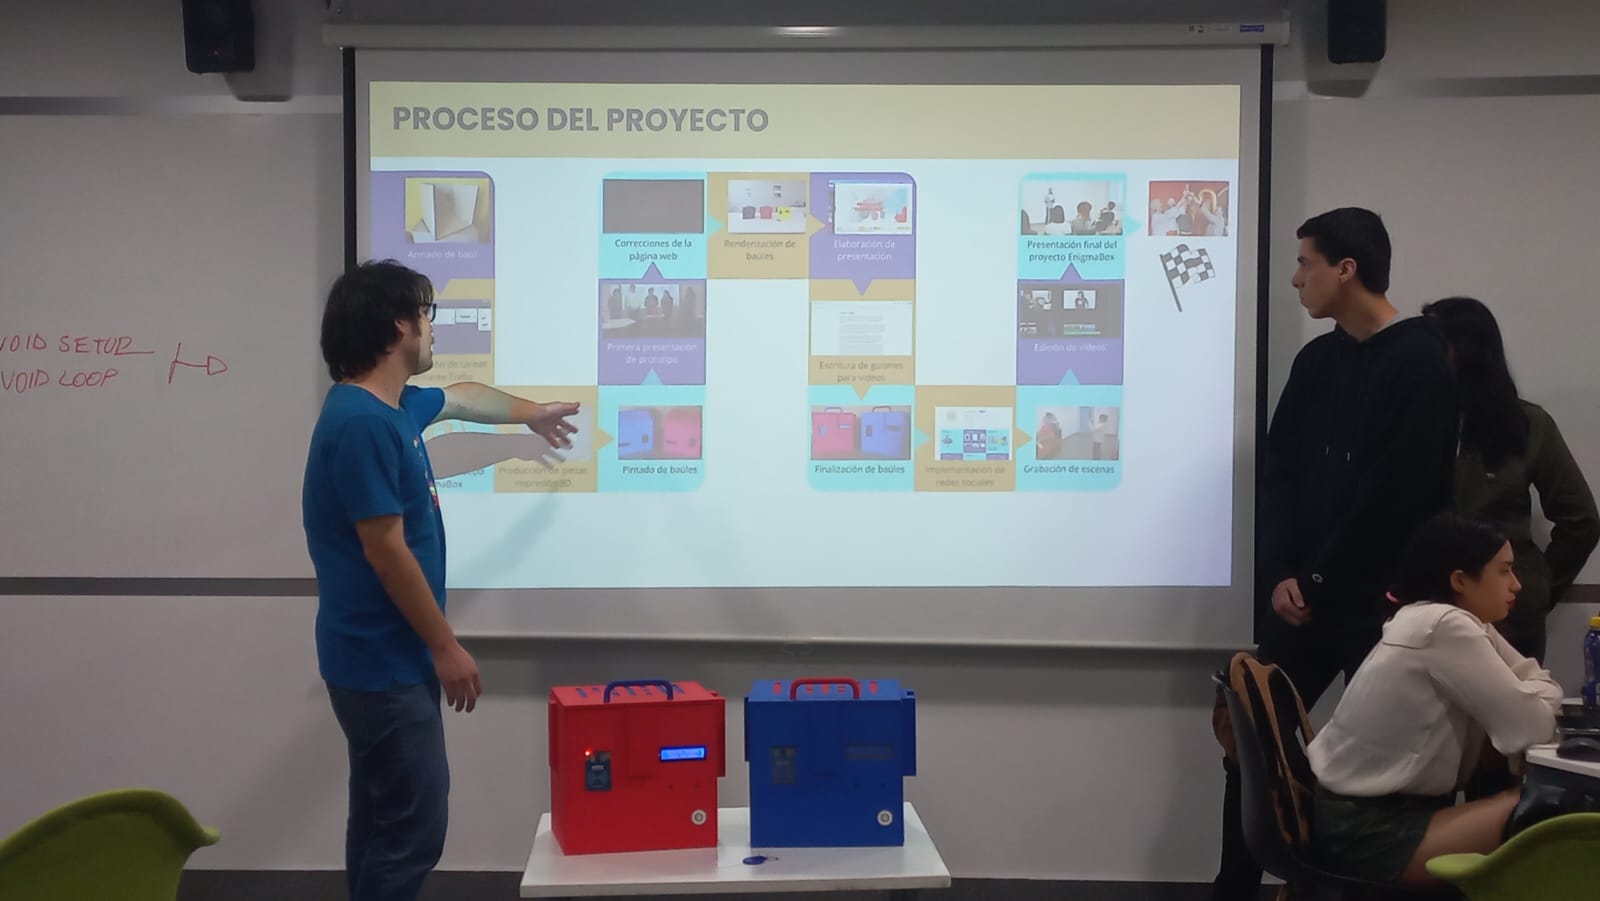 PROCESO DEL PROYECTO
Armado de baúl
Correcciones de la
página web
Renderización de
baúles
Elaboración de
presentación
Presentación final del
proyecto EnigmaBox
Primera presentación
de prototipo
Escritura de guiones
para videos
Edición de videos
Producción de piezas
impresión 3D
Pintado de baúles
Finalización de baúles
Implementación de
redes sociales
Grabación de escenas
VOID SETUP
VOID LOOP